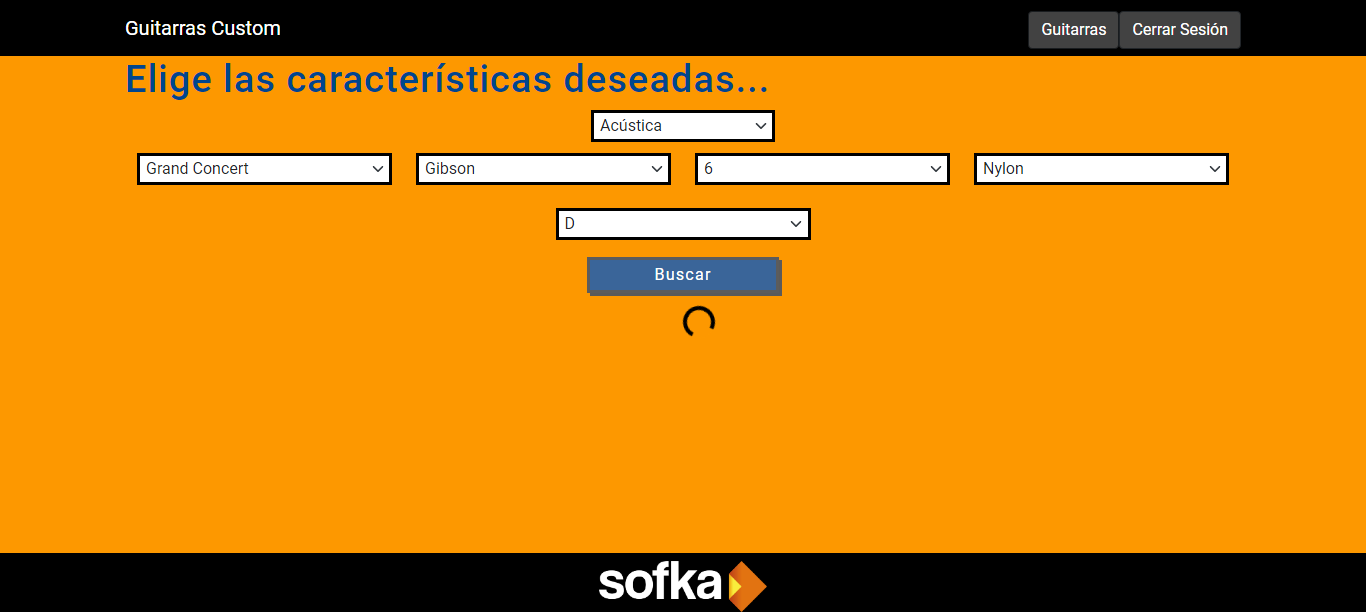 Guitarras Custom
Guitarras
Cerrar Sesión
Elige las características deseadas...
Acústica
Grand Concert
Gibson
6
Nylon
D
Buscar
sofka